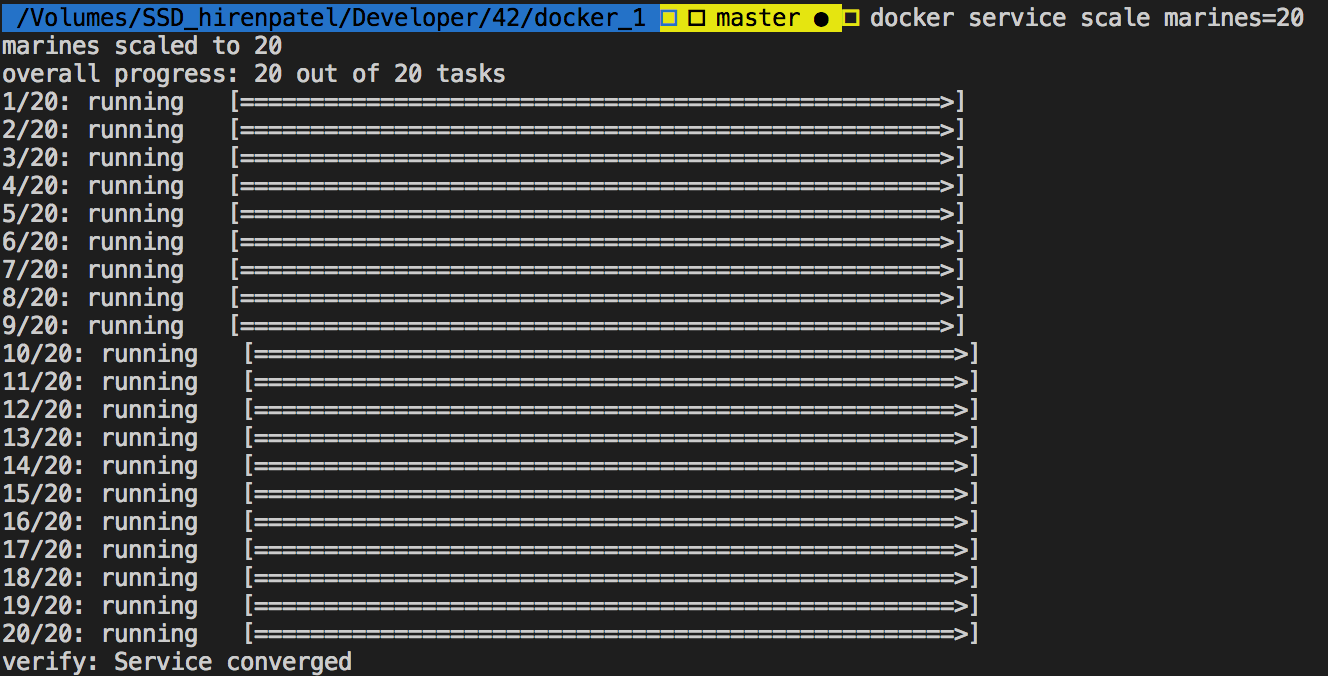 /Volumes/SSD_hirenpatel/Developer/42/docker_1 □ □ master ● □ docker service scale marines=20
marines scaled to 20
overall progress: 20 out of 20 tasks
1/20: running   [==================================================>]
2/20: running   [==================================================>]
3/20: running   [==================================================>]
4/20: running   [==================================================>]
5/20: running   [==================================================>]
6/20: running   [==================================================>]
7/20: running   [==================================================>]
8/20: running   [==================================================>]
9/20: running   [==================================================>]
10/20: running   [==================================================>]
11/20: running   [==================================================>]
12/20: running   [==================================================>]
13/20: running   [==================================================>]
14/20: running   [==================================================>]
15/20: running   [==================================================>]
16/20: running   [==================================================>]
17/20: running   [==================================================>]
18/20: running   [==================================================>]
19/20: running   [==================================================>]
20/20: running   [==================================================>]
verify: Service converged